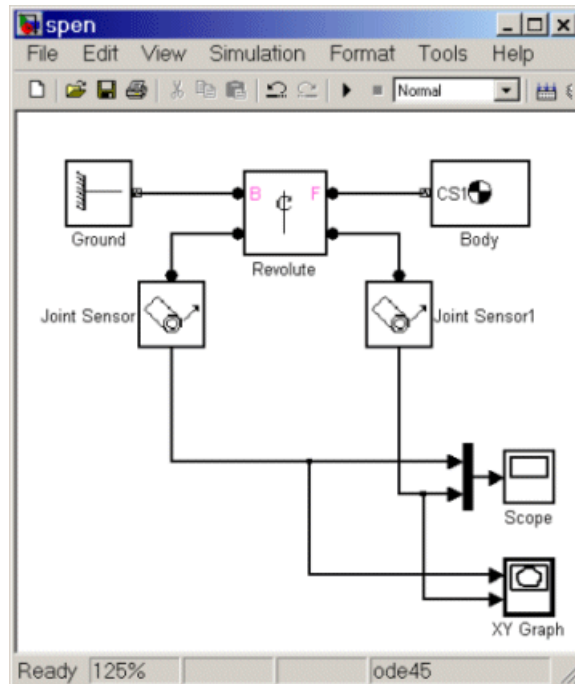 spen
File Edit View Simulation Format Tools Help
Normal
B F CS1
Ground Body
Revolute
Joint Sensor Joint Sensor1
Scope
XY Graph
Ready 125% ode45